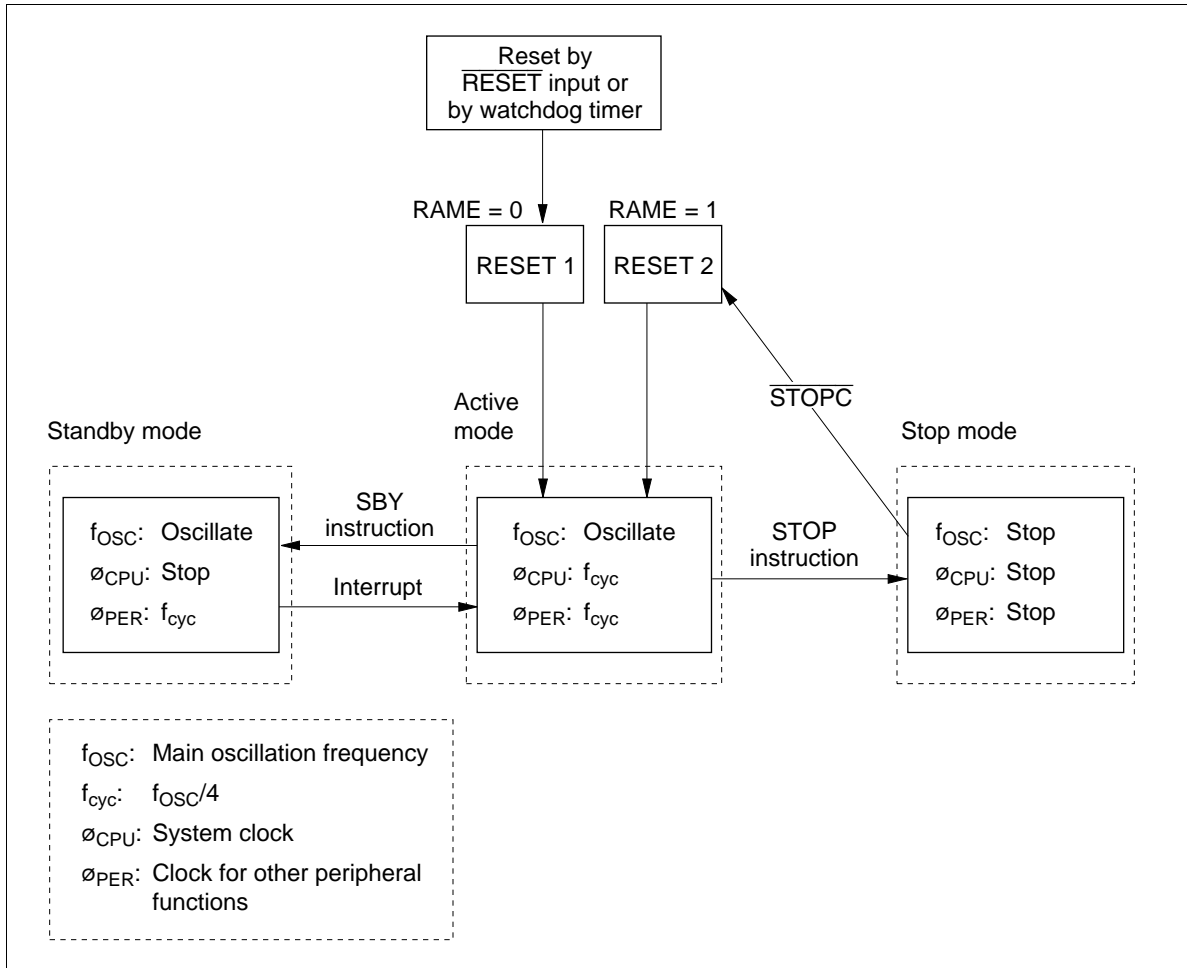 Reset by
RESET input or
by watchdog timer
RAME = 0
RAME = 1
RESET 1
RESET 2
STOPC
Active
mode
Standby mode
Stop mode
fOSC: Oscillate
øCPU: Stop
øPER: fcyc
SBY
instruction
Interrupt
fOSC: Oscillate
øCPU: fcyc
øPER: fcyc
STOP
instruction
fOSC: Stop
øCPU: Stop
øPER: Stop
fOSC: Main oscillation frequency
fcyc: fOSC/4
øCPU: System clock
øPER: Clock for other peripheral
functions